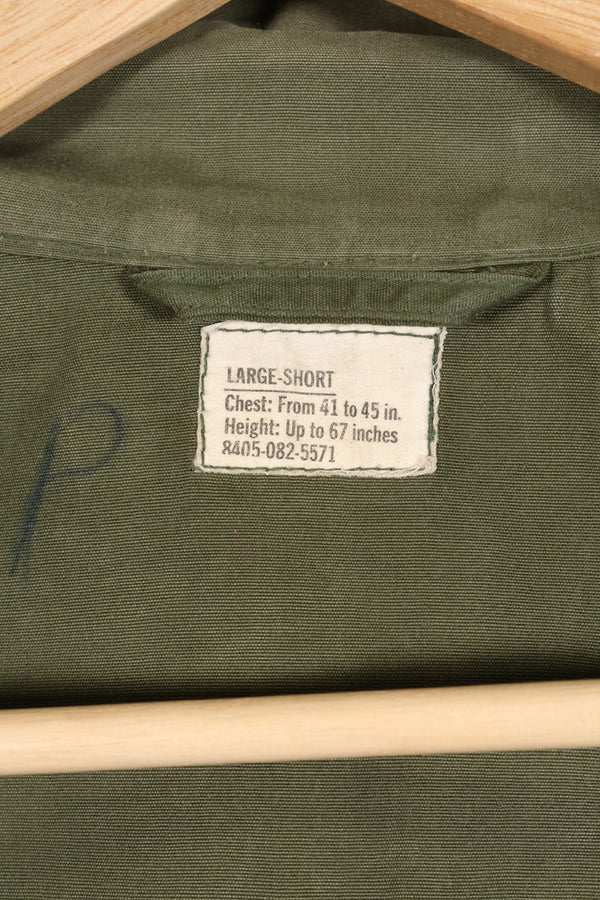 LARGE-SHORT
Chest: From 41 to 45 in.
Height: Up to 67 inches
8405-082-5571
P